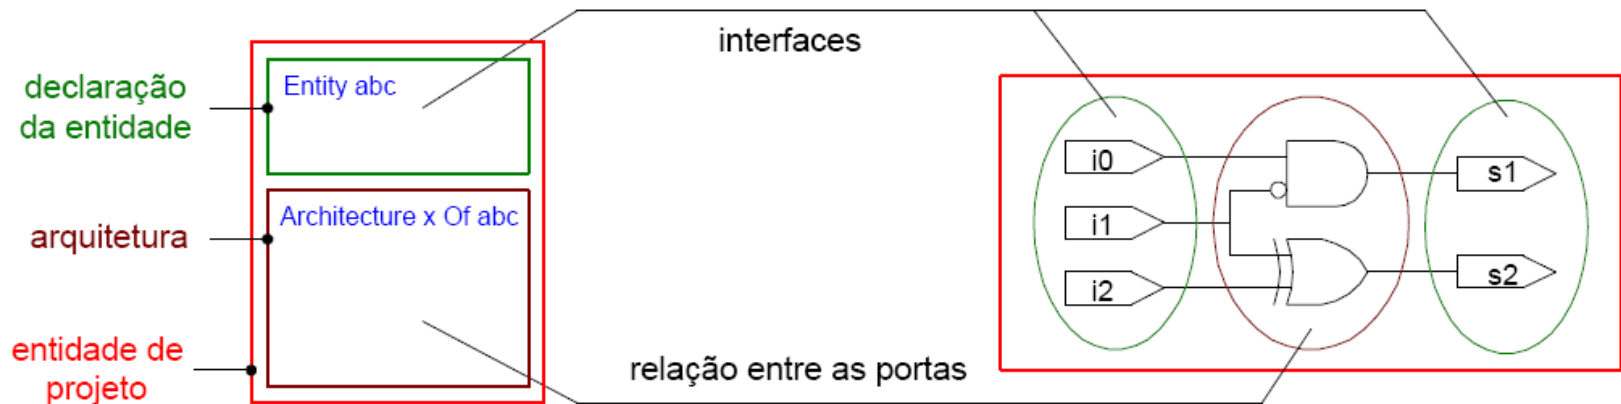 interfaces
declaração
da entidade
Entity abc
arquitetura
Architecture x Of abc
entidade de
projeto
relação entre as portas
i0
i1
i2
s1
s2